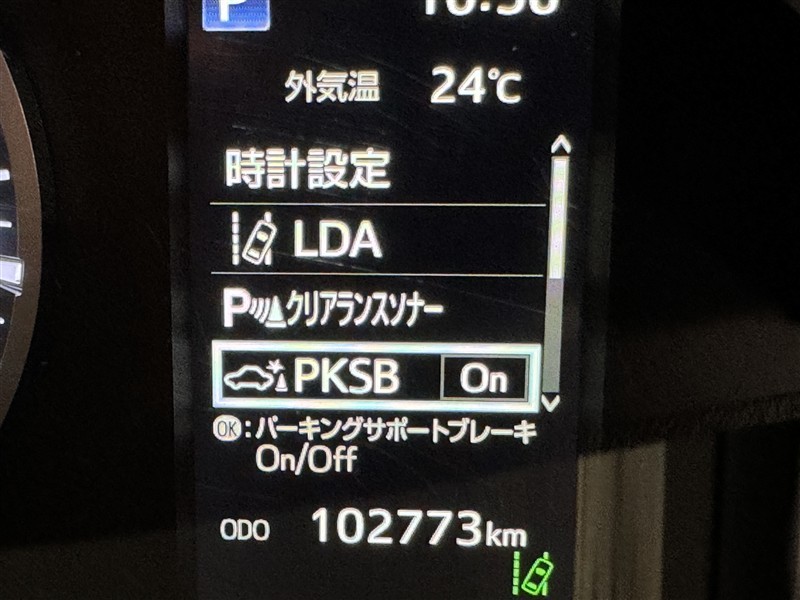 P
外気温 24℃
時計設定
LDA
P クリアランスソナー
PKSB On
OK:パーキングサポートブレーキ
On/Off
ODO 102773km